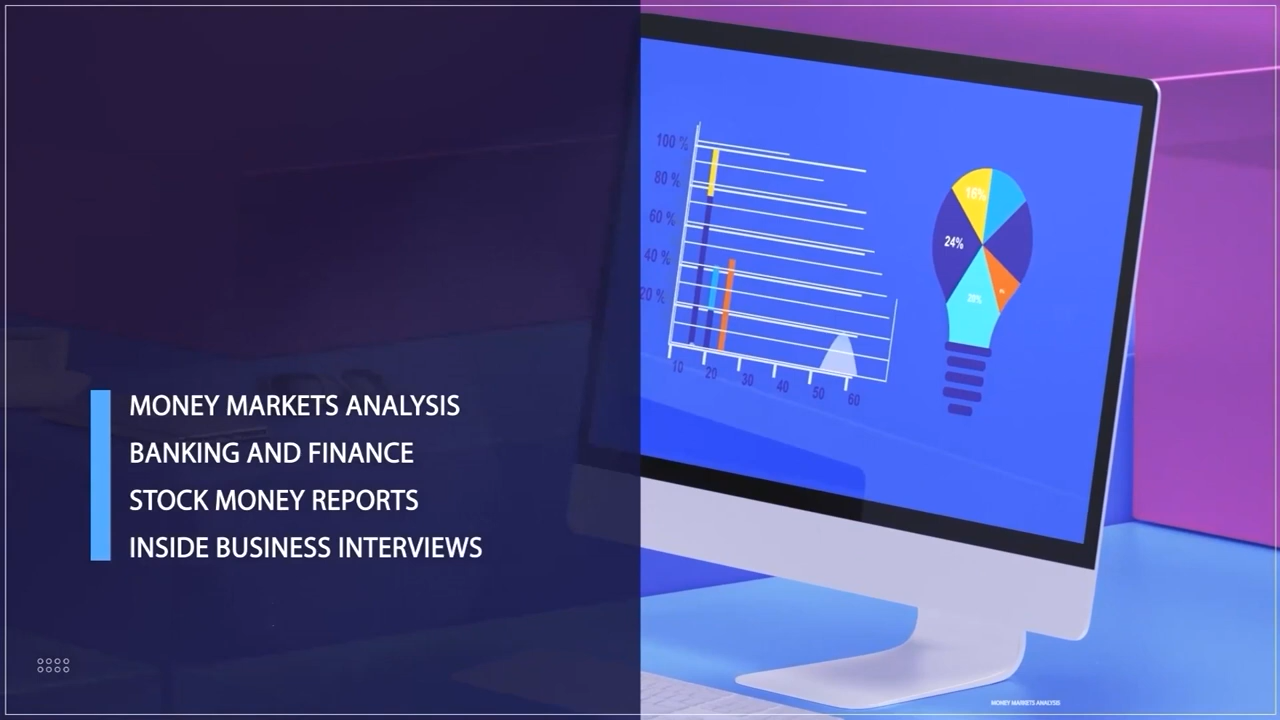 MONEY MARKETS ANALYSIS
BANKING AND FINANCE
STOCK MONEY REPORTS
INSIDE BUSINESS INTERVIEWS
100 %
80 %
60 %
40 %
20 %
10 20 30 40 50 60
16%
24%
28%
MONEY MARKETS ANALYSIS